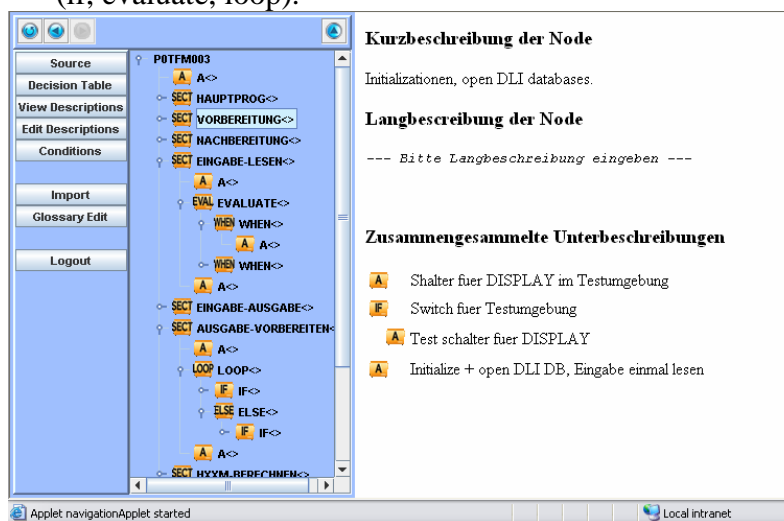 (if, evaluate, loop).
Source
Decision Table
View Descriptions
Edit Descriptions
Conditions
Import
Glossary Edit
Logout
P0TFM003
A A<>
SECT HAUPTPROG<>
SECT VORBEREITUNG<>
SECT NACHBEREITUNG<>
SECT EINGABE-LESEN<>
A A<>
EVAL EVALUATE<>
WHEN WHEN<>
A A<>
WHEN WHEN<>
A A<>
SECT EINGABE-AUSGABE<>
SECT AUSGABE-VORBEREITEN<
A A<>
LOOP LOOP<>
IF IF<>
ELSE ELSE<>
IF IF<>
A A<>
SECT HXXM-BERECHNEN<>
Kurzbeschreibung der Node
Initializationen, open DLI databases.
Langbescreibung der Node
--- Bitte Langbeschreibung eingeben ---
Zusammengesammelte Unterbeschreibungen
A Shalter fuer DISPLAY im Testumgebung
IF Switch fuer Testumgebung
A Test schalter fuer DISPLAY
A Initialize + open DLI DB, Eingabe einmal lesen
Applet navigationApplet started
Local intranet